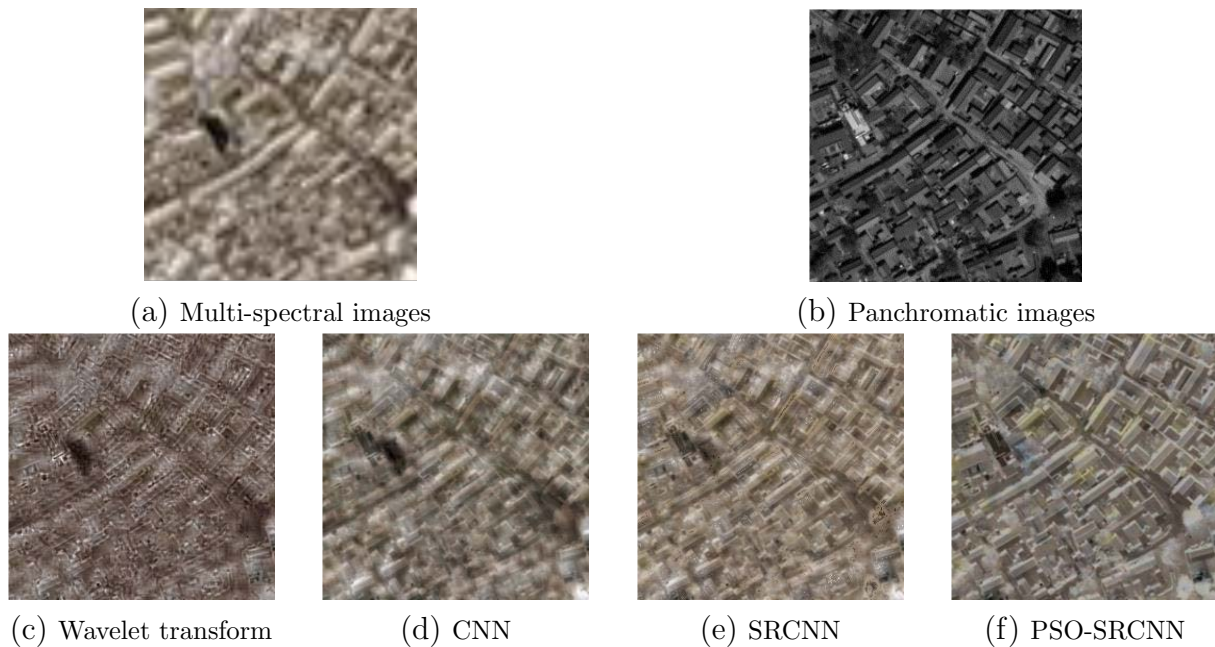 (a) Multi-spectral images
(b) Panchromatic images
(c) Wavelet transform
(d) CNN
(e) SRCNN
(f) PSO-SRCNN